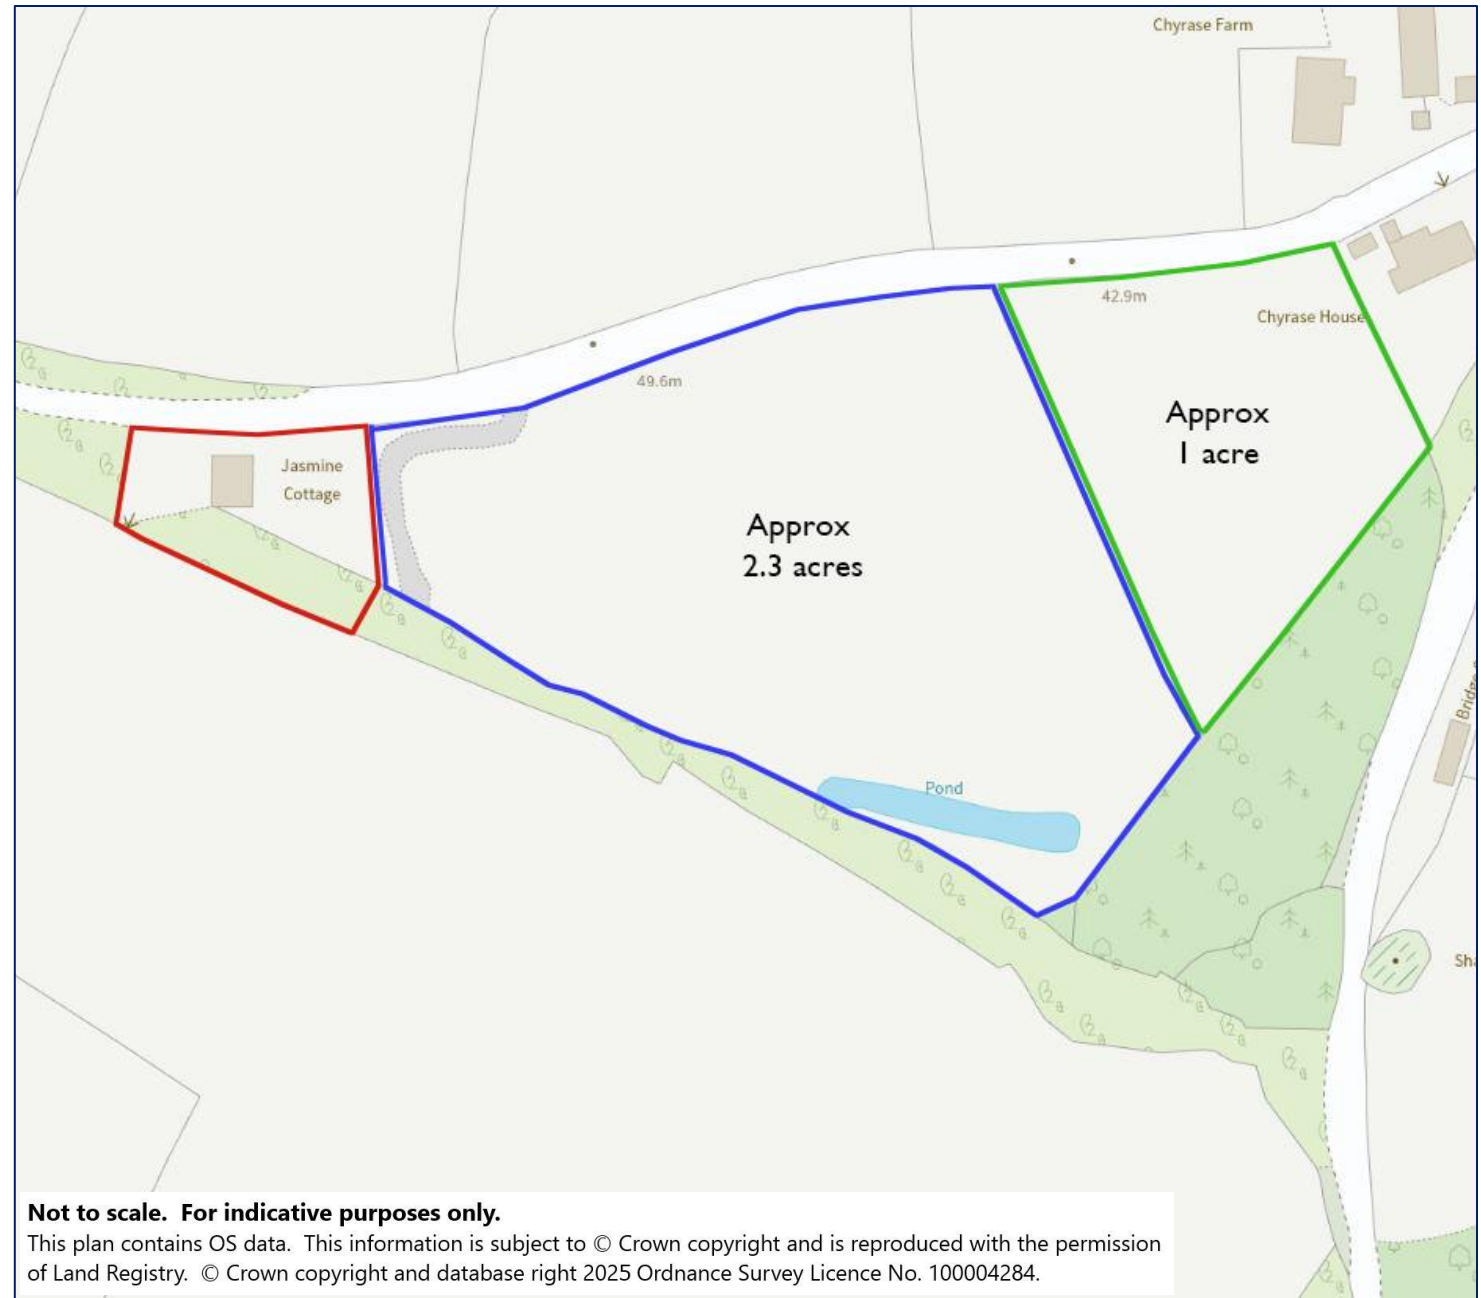 Chyrase Farm
42.9m
Chyrase House
49.6m
Approx
1 acre
Jasmine
Cottage
Approx
2.3 acres
Pond
Not to scale.  For indicative purposes only.
This plan contains OS data.  This information is subject to © Crown copyright and is reproduced with the permission
of Land Registry.  © Crown copyright and database right 2025 Ordnance Survey Licence No. 100004284.